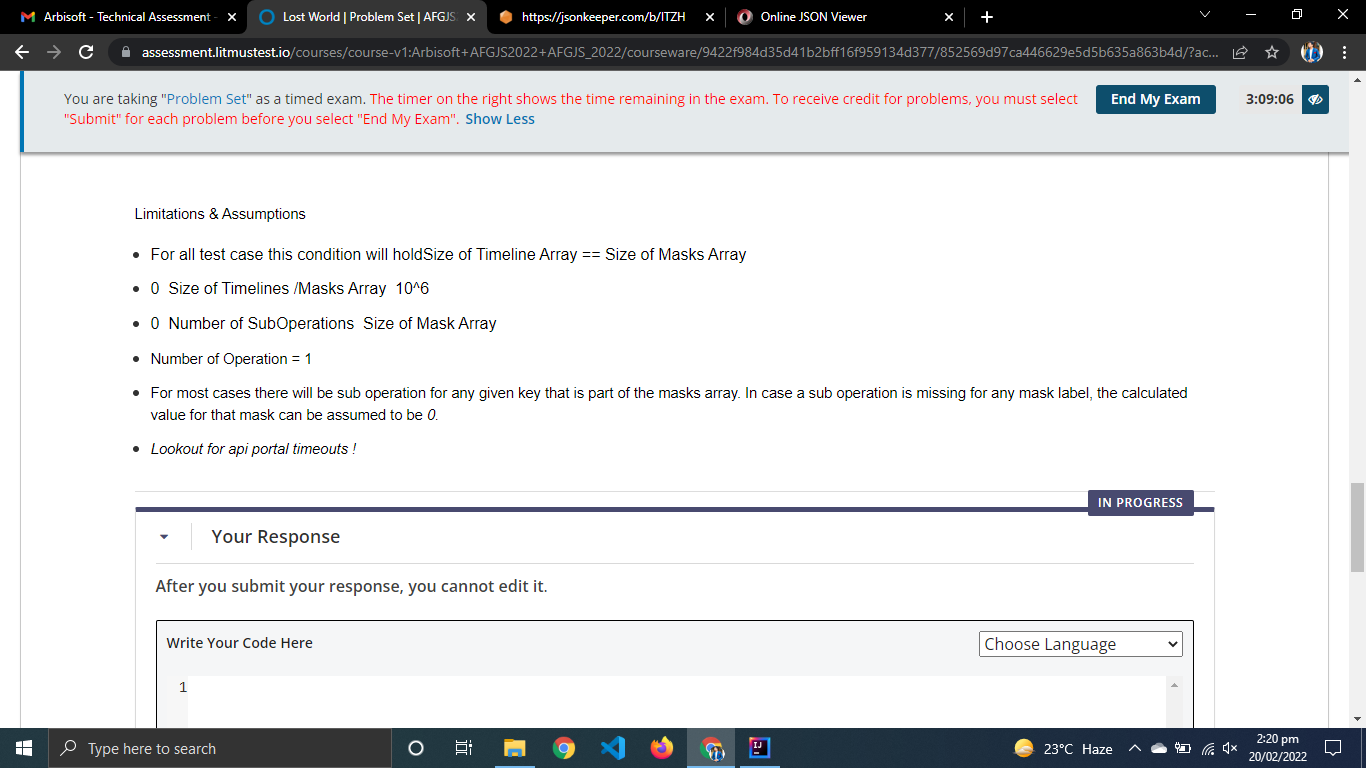 Arbisoft - Technical Assessment -
Lost World | Problem Set | AFGJS
https://jsonkeeper.com/b/ITZH
Online JSON Viewer
assessment.litmustest.io/courses/course-v1:Arbisoft+AFGJS2022+AFGJS_2022/courseware/9422f984d35d41b2bff16f959134d377/852569d97ca446629e5d5b635a863b4d/?ac...
You are taking "Problem Set" as a timed exam. The timer on the right shows the time remaining in the exam. To receive credit for problems, you must select
"Submit" for each problem before you select "End My Exam". Show Less
End My Exam
3:09:06
Limitations & Assumptions
• For all test case this condition will holdSize of Timeline Array == Size of Masks Array
• 0 Size of Timelines /Masks Array 10^6
• 0 Number of SubOperations Size of Mask Array
• Number of Operation = 1
• For most cases there will be sub operation for any given key that is part of the masks array. In case a sub operation is missing for any mask label, the calculated
value for that mask can be assumed to be 0.
• Lookout for api portal timeouts !
IN PROGRESS
Your Response
After you submit your response, you cannot edit it.
Write Your Code Here
Choose Language
1
Type here to search
23°C Haze
2:20 pm
20/02/2022